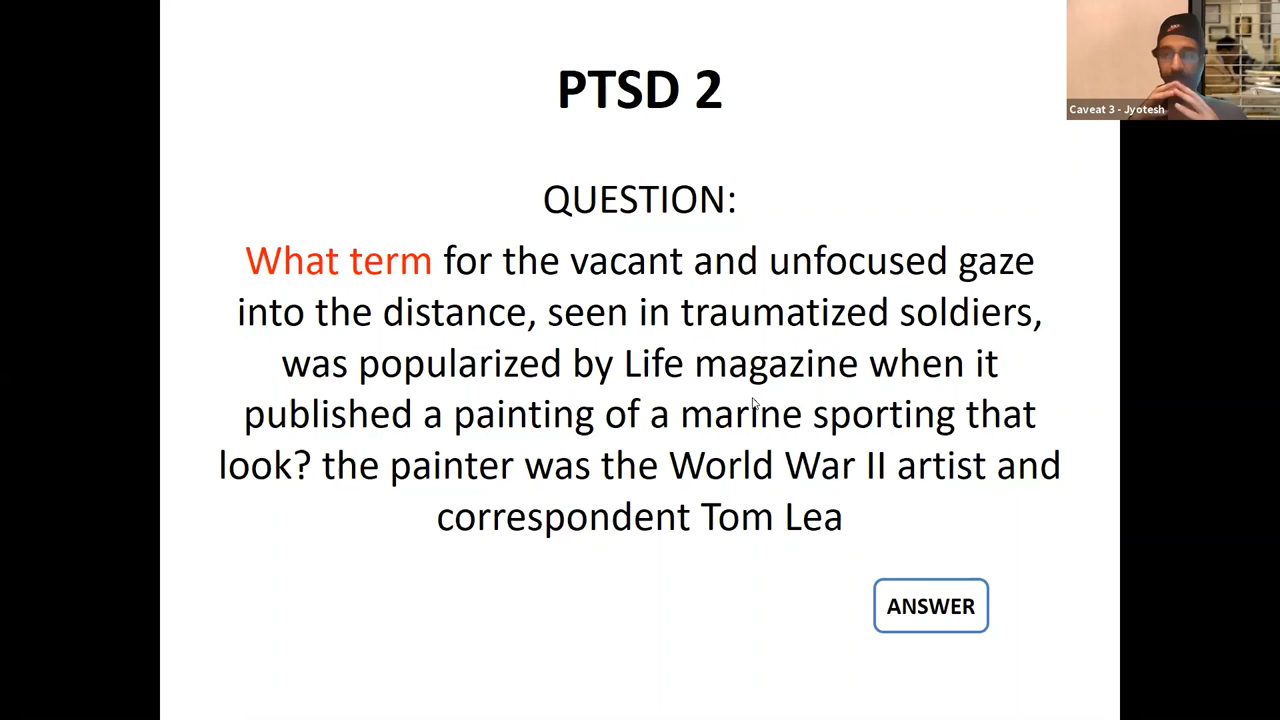 PTSD 2
Caveat 3 - Jyotesh
QUESTION:
What term for the vacant and unfocused gaze
into the distance, seen in traumatized soldiers,
was popularized by Life magazine when it
published a painting of a marine sporting that
look? the painter was the World War II artist and
correspondent Tom Lea
ANSWER